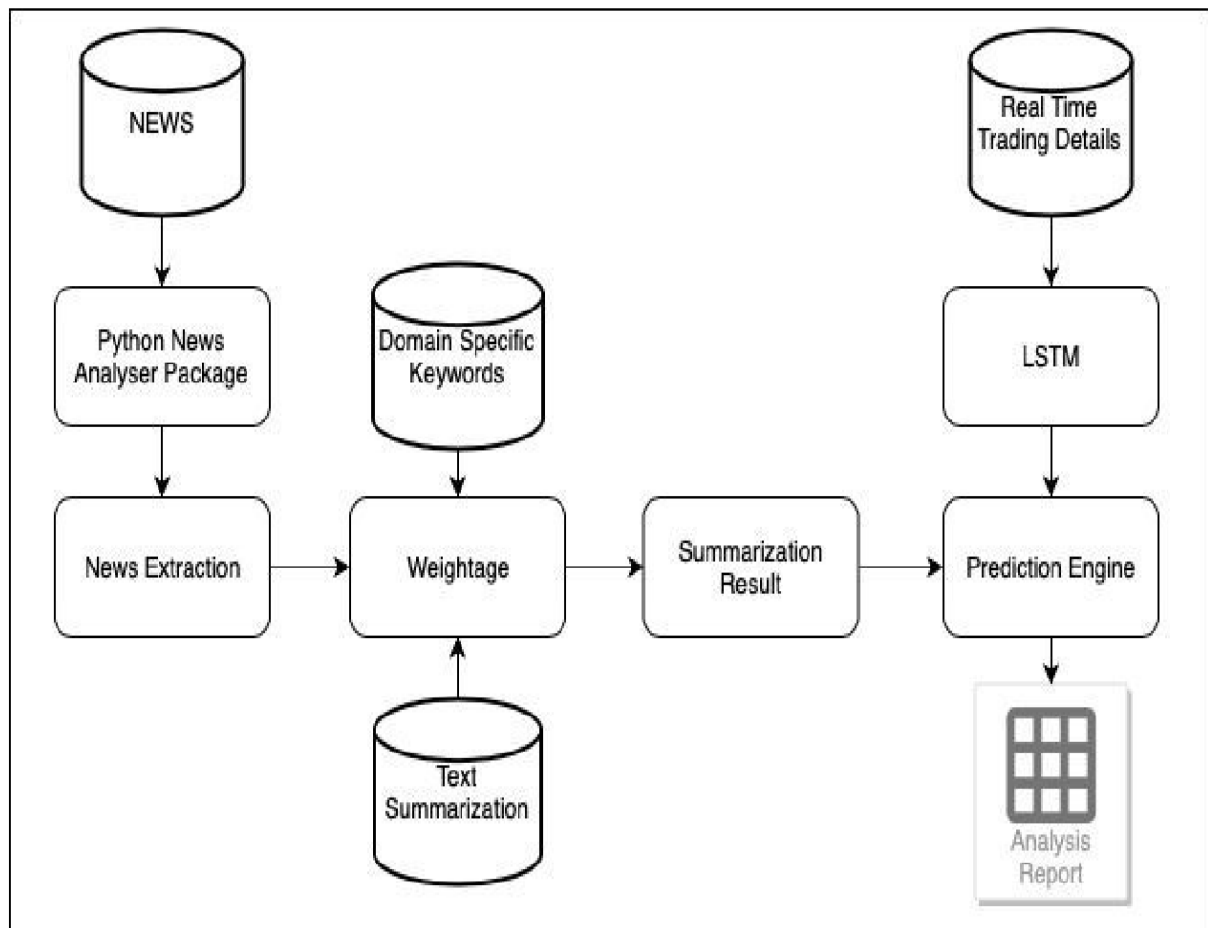 NEWS
Real Time
Trading Details
Python News
Analyser Package
Domain Specific
Keywords
LSTM
News Extraction
Weightage
Summarization
Result
Prediction Engine
Text
Summarization
Analysis
Report